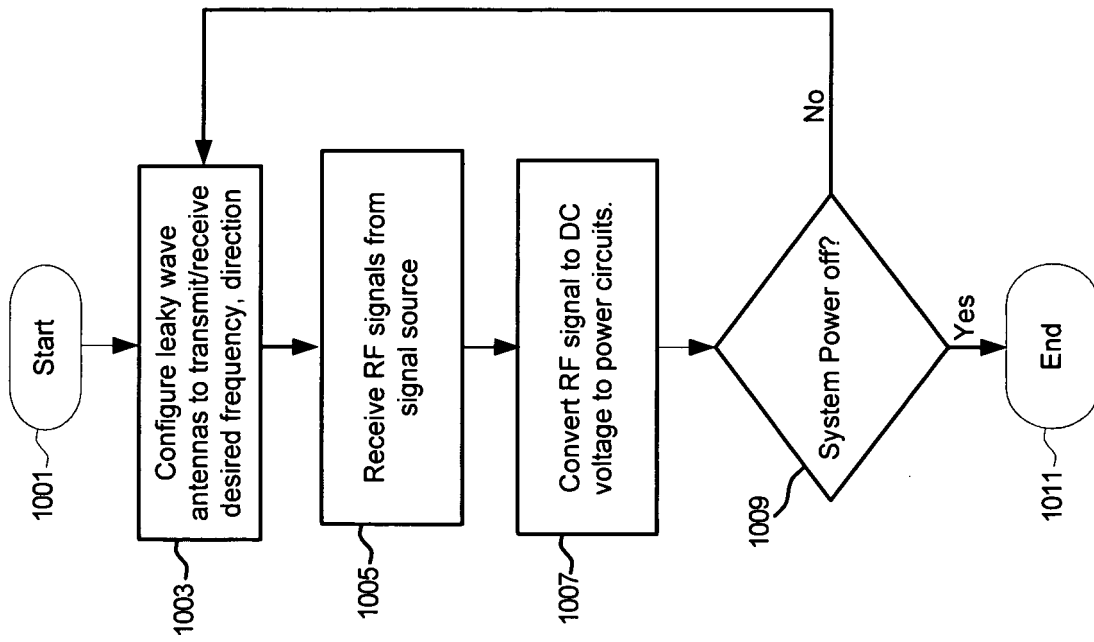 Start
1001
Configure leaky wave
antennas to transmit/receive
desired frequency, direction
1003
Receive RF signals from
signal source
1005
Convert RF signal to DC
voltage to power circuits.
1007
System Power off?
1009
No
Yes
End
1011